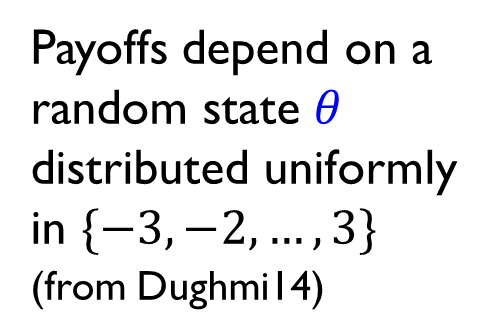 Payoffs depend on a
random state θ
distributed uniformly
in {−3, −2, … , 3}
(from Dughmi14)